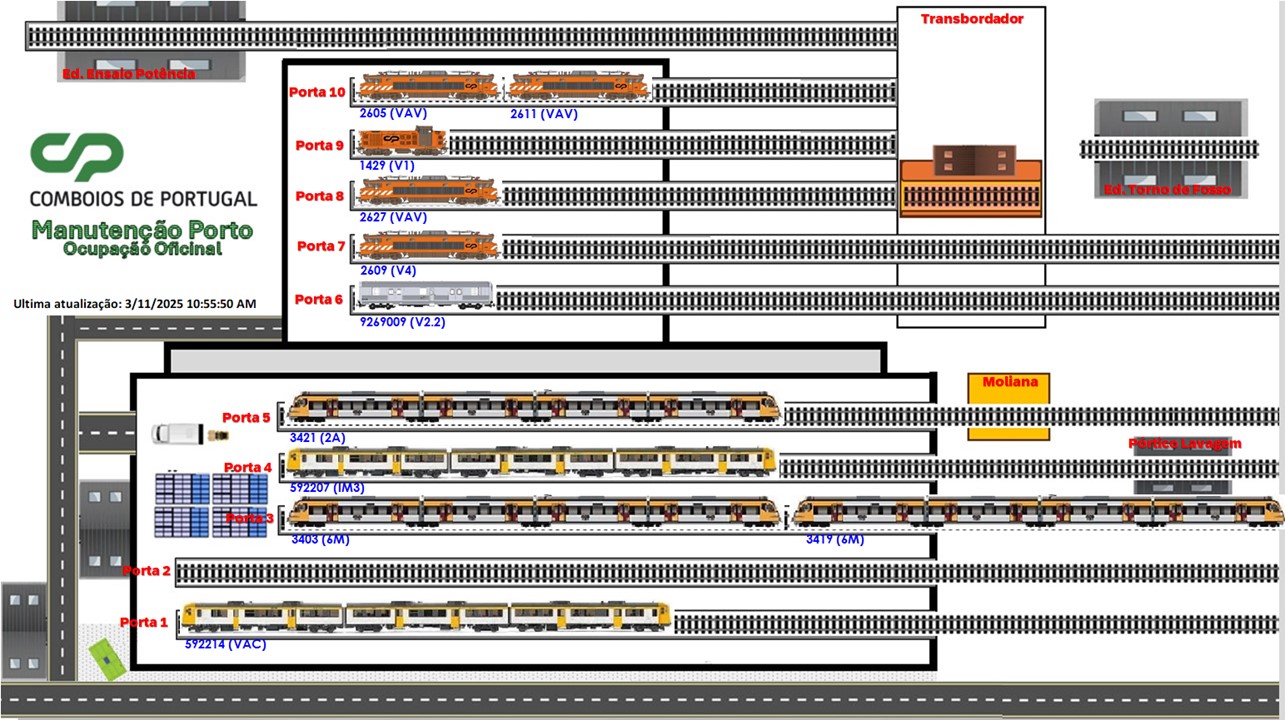 Transbordador
Ed. Ensaio Potência
Porta 10
2605 (VAV)
2611 (VAV)
Porta 9
1429 (V1)
Porta 8
2627 (VAV)
Ed. Torno de Fosso
COMBOIOS DE PORTUGAL
Manutenção Porto
Ocupação Oficinal
Porta 7
2609 (V4)
Porta 6
9269009 (V2.2)
Ultima atualização: 3/11/2025 10:55:50 AM
Moliana
Porta 5
3421 (2A)
Pórtico Lavagem
Porta 4
592207 (IM3)
Porta 3
3403 (6M)
3419 (6M)
Porta 2
Porta 1
592214 (VAC)